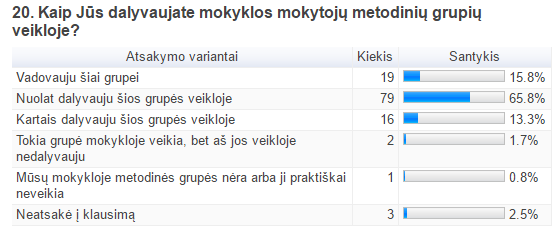 20. Kaip Jūs dalyvaujate mokyklos mokytojų metodinių grupių
veikloje?
Atsakymo variantai Kiekis Santykis
Vadovauju šiai grupei 19 15.8%
Nuolat dalyvauju šios grupės veikloje 79 65.8%
Kartais dalyvauju šios grupės veikloje 16 13.3%
Tokia grupė mokykloje veikia, bet aš jos veikloje
nedalyvauju 2 1.7%
Mūsų mokykloje metodinės grupės nėra arba ji praktiškai
neveikia 1 0.8%
Neatsakė į klausimą 3 2.5%